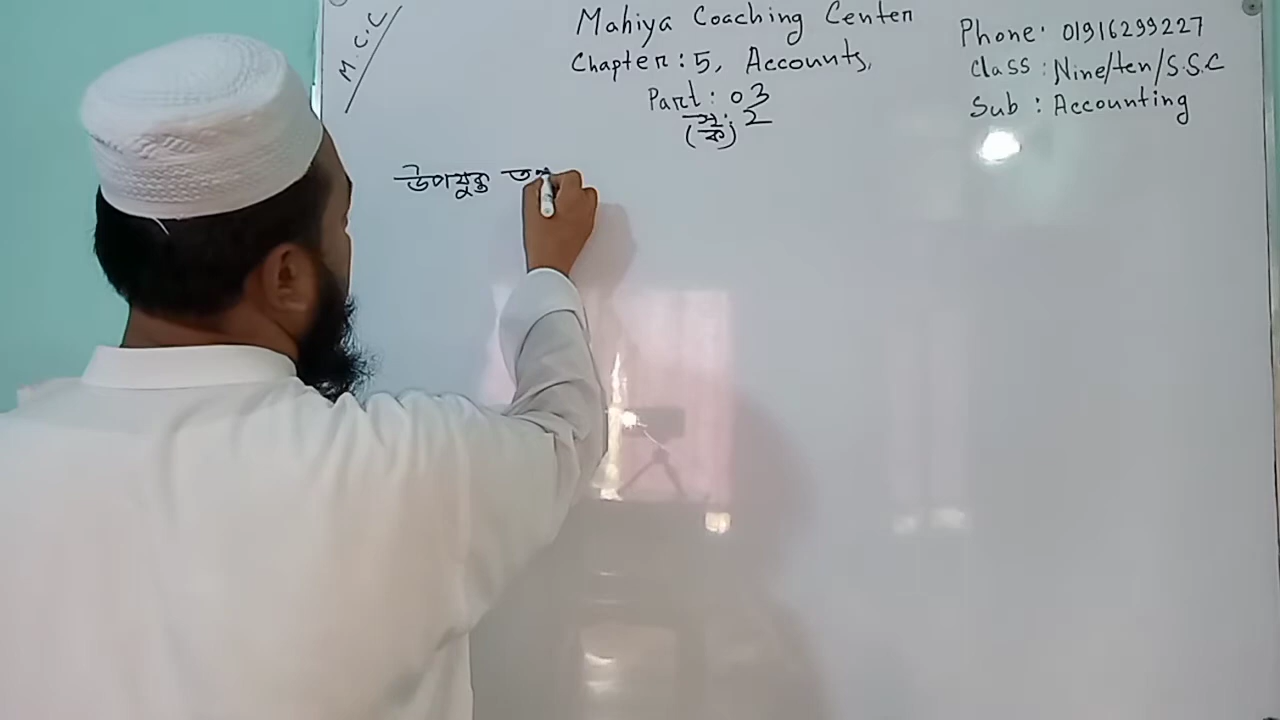 M.C.C
Mahiya Coaching Center
Chapter: 5, Accounts,
Part: 03
(সৃ:ক) 2
Phone: 01916299227
Class: Nine/ten/S.S.C
Sub: Accounting
উপযুক্ত